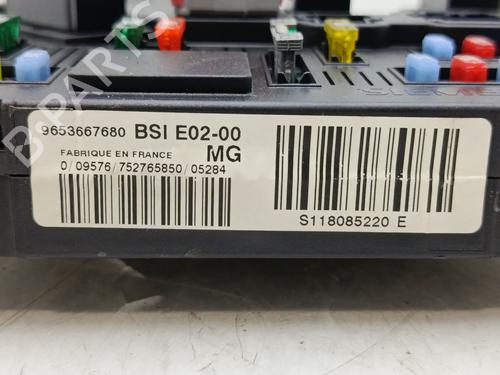 9653667680 BSI E02-00
FABRIQUE EN FRANCE MG
0/09576/752765850/05284
S118085220 E
B-PARTS